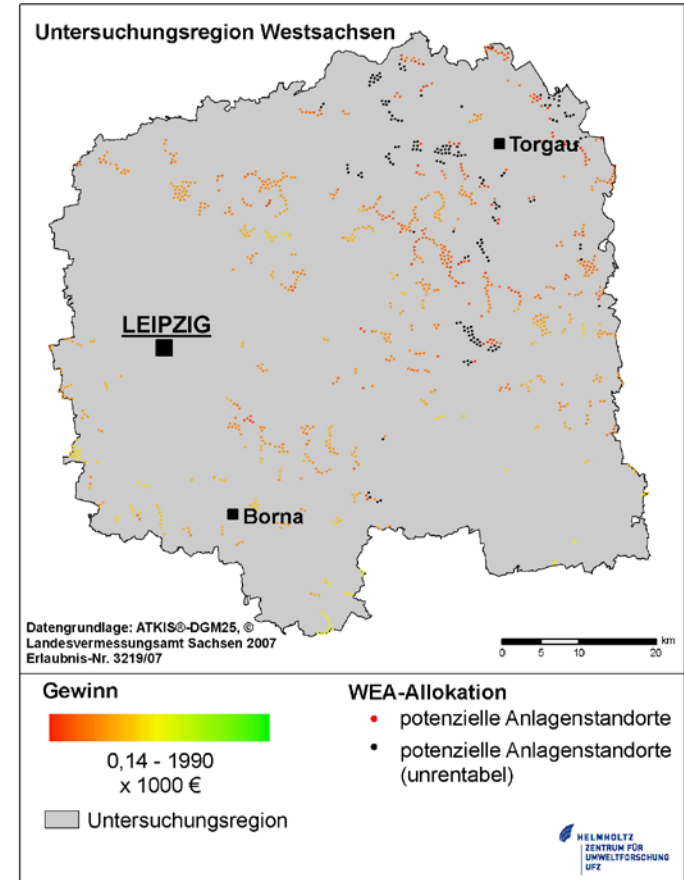 Untersuchungsregion Westsachsen
Torgau
LEIPZIG
Borna
Datengrundlage: ATKIS®-DGM25, ©
Landesvermessungsamt Sachsen 2007
Erlaubnis-Nr. 3219/07
km
0 5 10 20
Gewinn
0,14 - 1990
x 1000 €
Untersuchungsregion
WEA-Allokation
potenzielle Anlagenstandorte
potenzielle Anlagenstandorte
(unrentabel)
HELMHOLTZ
ZENTRUM FÜR
UMWELTFORSCHUNG
UFZ